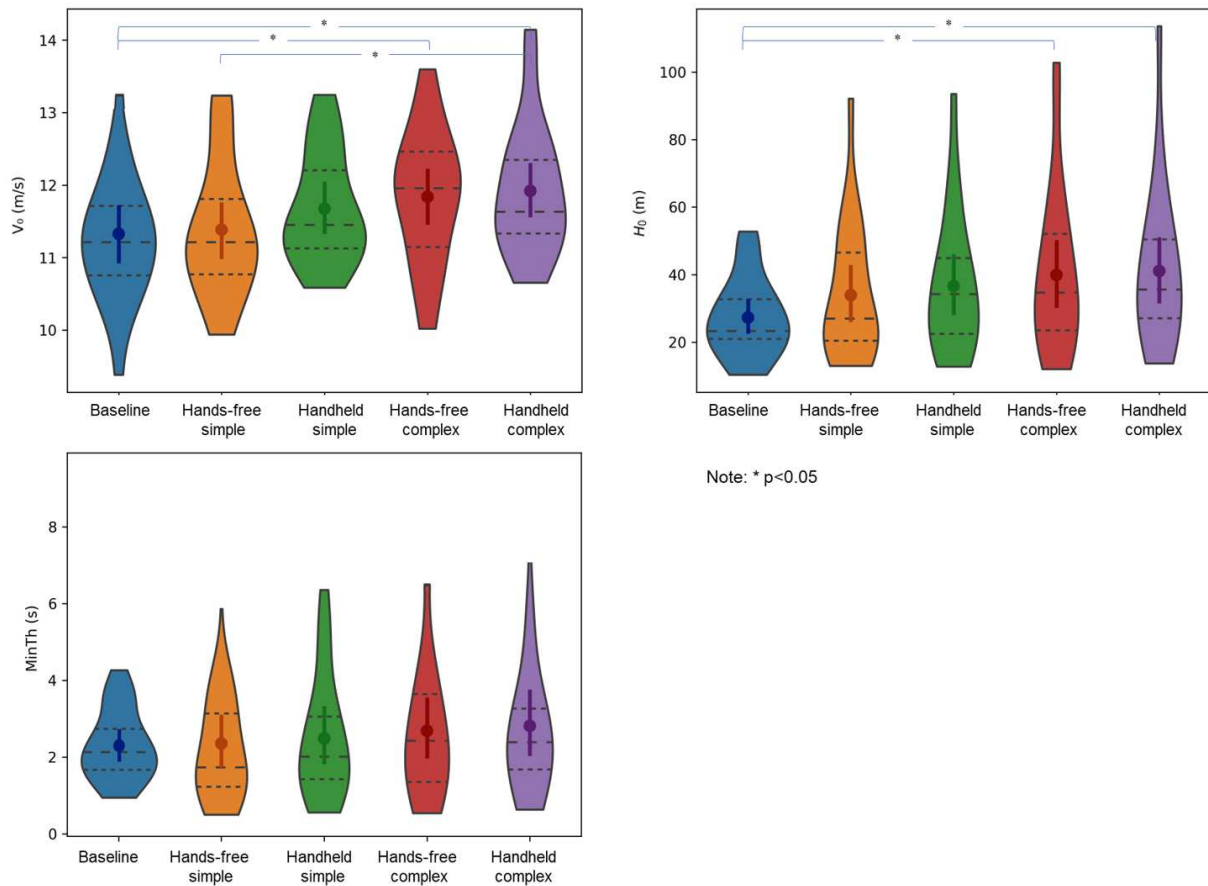 *
*
*
14
13
12
11
10
V₀ (m/s)
Baseline
Hands-free
simple
Handheld
simple
Hands-free
complex
Handheld
complex
*
*
100
80
60
40
20
H₀ (m)
Baseline
Hands-free
simple
Handheld
simple
Hands-free
complex
Handheld
complex
8
6
4
2
0
MinTh (s)
Baseline
Hands-free
simple
Handheld
simple
Hands-free
complex
Handheld
complex
Note: * p<0.05